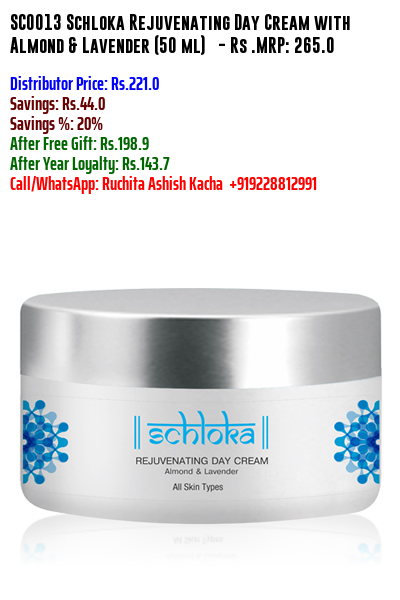 SCO013 Schloka Rejuvenating Day Cream with
Almond & Lavender (50 ml) - Rs .MRP: 265.0
Distributor Price: Rs.221.0
Savings: Rs.44.0
Savings %: 20%
After Free Gift: Rs.198.9
After Year Loyalty: Rs.143.7
Call/WhatsApp: Ruchita Ashish Kacha +919228812991
|| schloka ||
REJUVENATING DAY CREAM
Almond & Lavender
All Skin Types